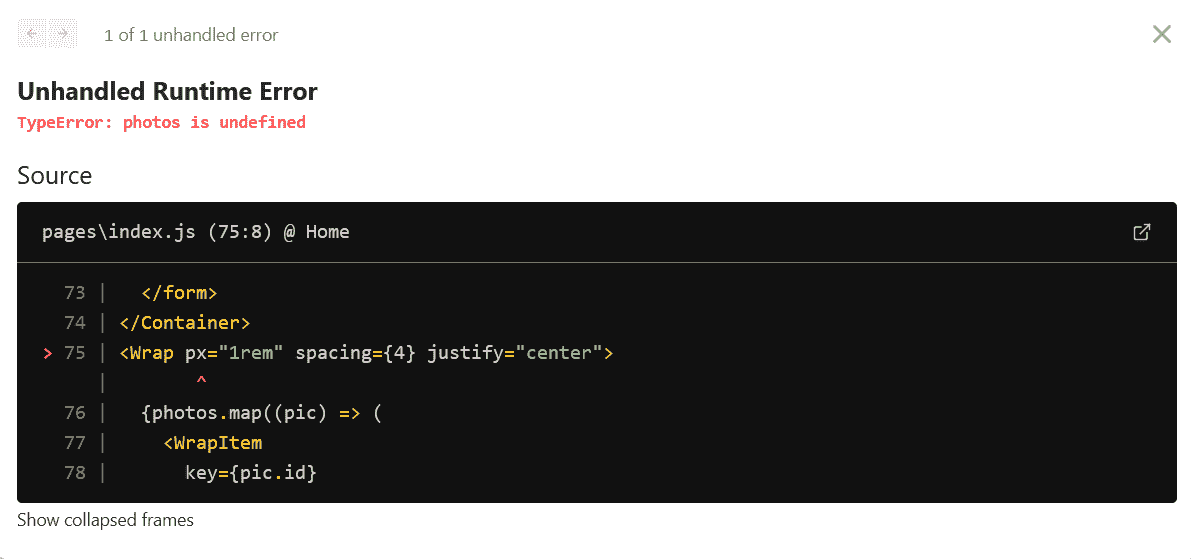 1 of 1 unhandled error
Unhandled Runtime Error
TypeError: photos is undefined
Source
pages\index.js (75:8) @ Home
73 |   </form>
74 | </Container>
> 75 | <Wrap px="1rem" spacing={4} justify="center">
|        ^
76 |   {photos.map((pic) => (
77 |     <WrapItem
78 |       key={pic.id}
Show collapsed frames